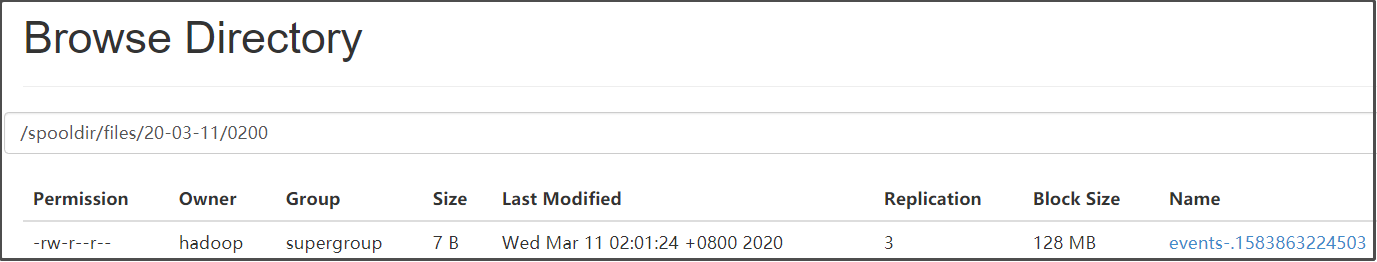 Browse Directory
/spooldir/files/20-03-11/0200
Permission Owner Group Size Last Modified Replication Block Size Name
-rw-r--r-- hadoop supergroup 7 B Wed Mar 11 02:01:24 +0800 2020 3 128 MB events-.1583863224503